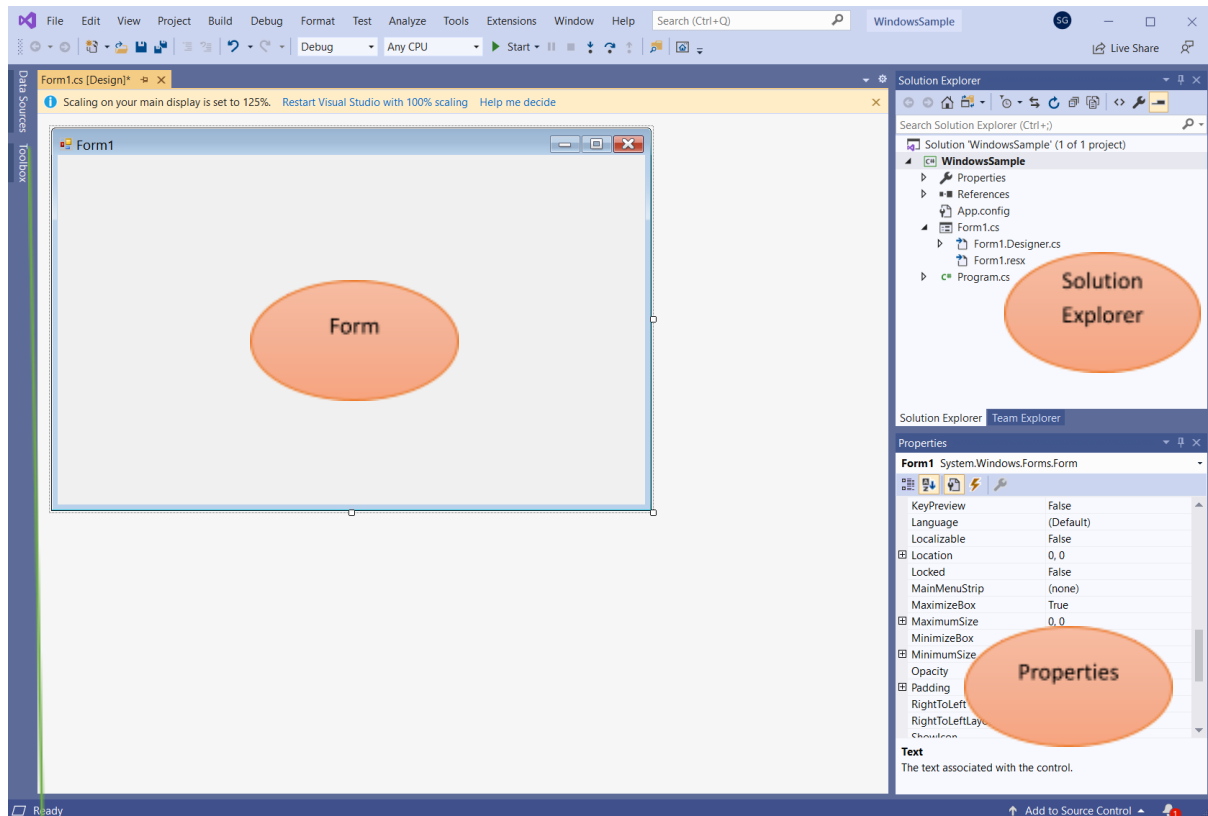 File Edit View Project Build Debug Format Test Analyze Tools Extensions Window Help Search (Ctrl+Q) WindowsSample SG
Debug Any CPU Start Live Share
Data Sources
Toolbox
Form1.cs [Design]*
Scaling on your main display is set to 125%. Restart Visual Studio with 100% scaling Help me decide
Form1
Form
Solution Explorer
Search Solution Explorer (Ctrl+;)
Solution 'WindowsSample' (1 of 1 project)
C# WindowsSample
Properties
References
App.config
Form1.cs
Form1.Designer.cs
Form1.resx
C# Program.cs
Solution
Explorer
Solution Explorer Team Explorer
Properties
Form1 System.Windows.Forms.Form
KeyPreview False
Language (Default)
Localizable False
Location 0, 0
Locked False
MainMenuStrip (none)
MaximizeBox True
MaximumSize 0, 0
MinimizeBox
MinimumSize
Opacity
Padding
RightToLeft
RightToLeftLayo
ShowIcon
Properties
Text
The text associated with the control.
Ready Add to Source Control 1